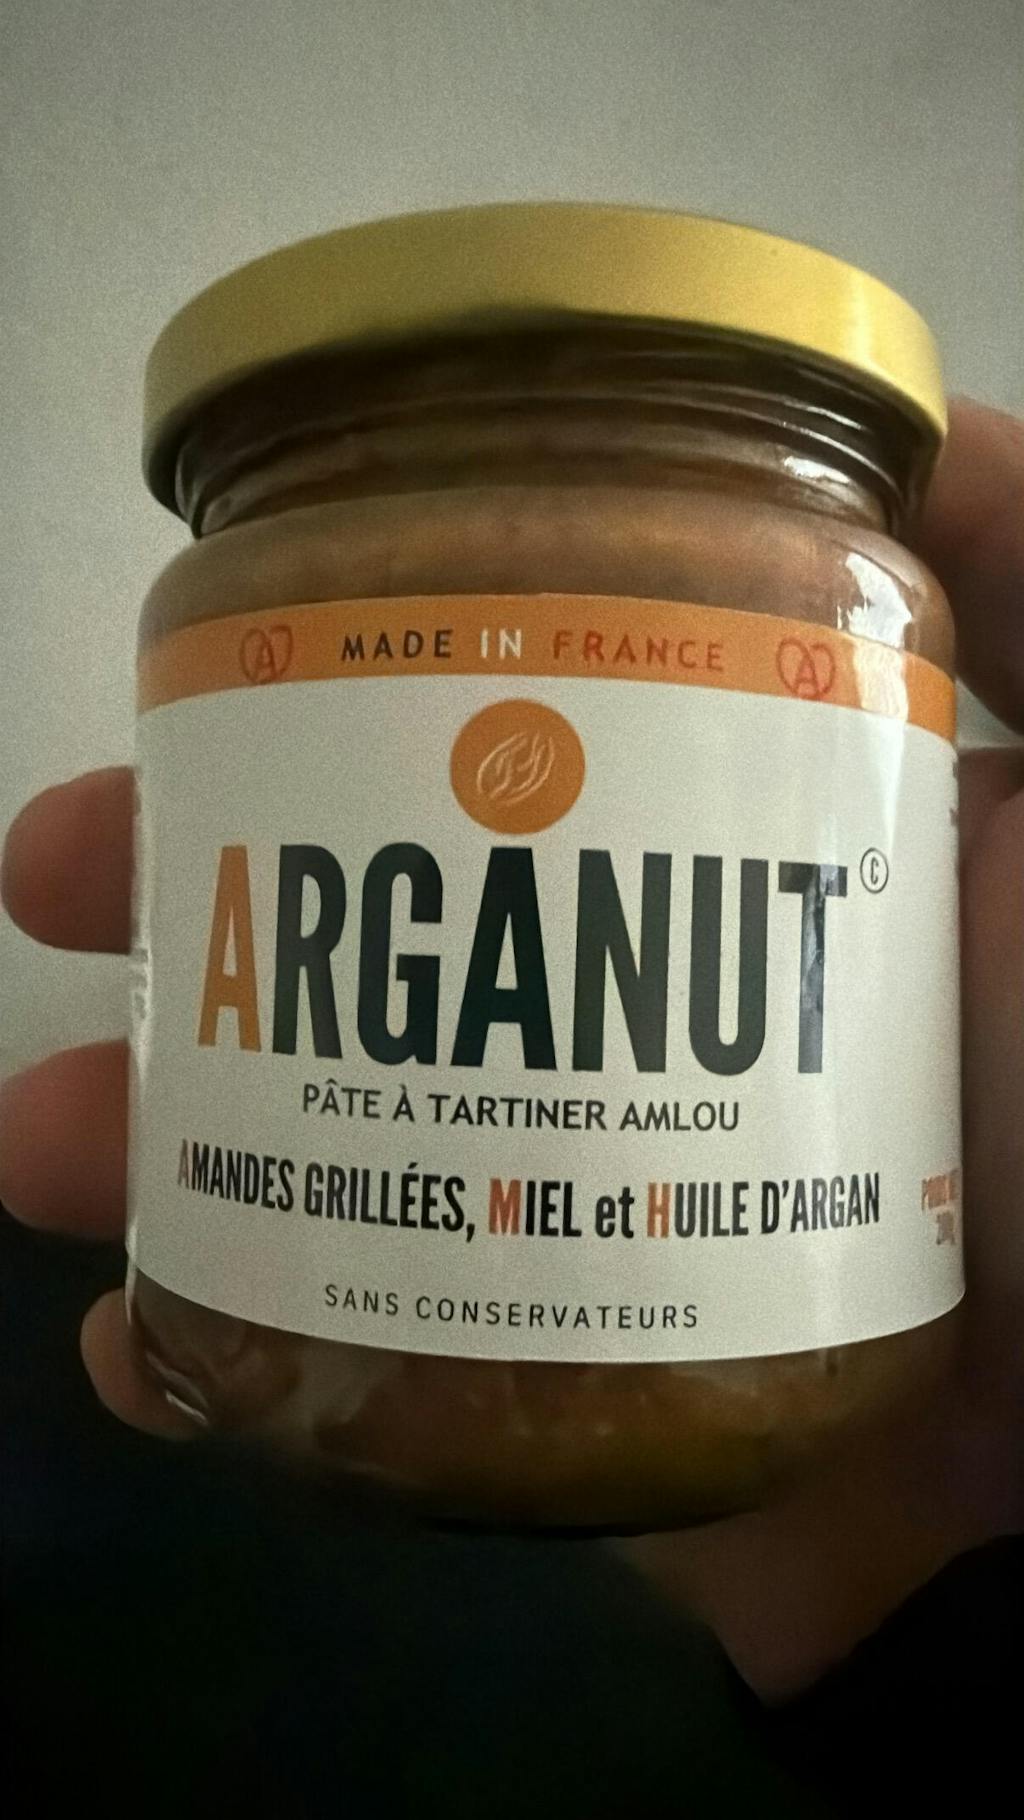 MADE IN FRANCE
ARGANUT ©
PÂTE À TARTINER AMLOU
AMANDES GRILLÉES, MIEL et HUILE D'ARGAN
SANS CONSERVATEURS